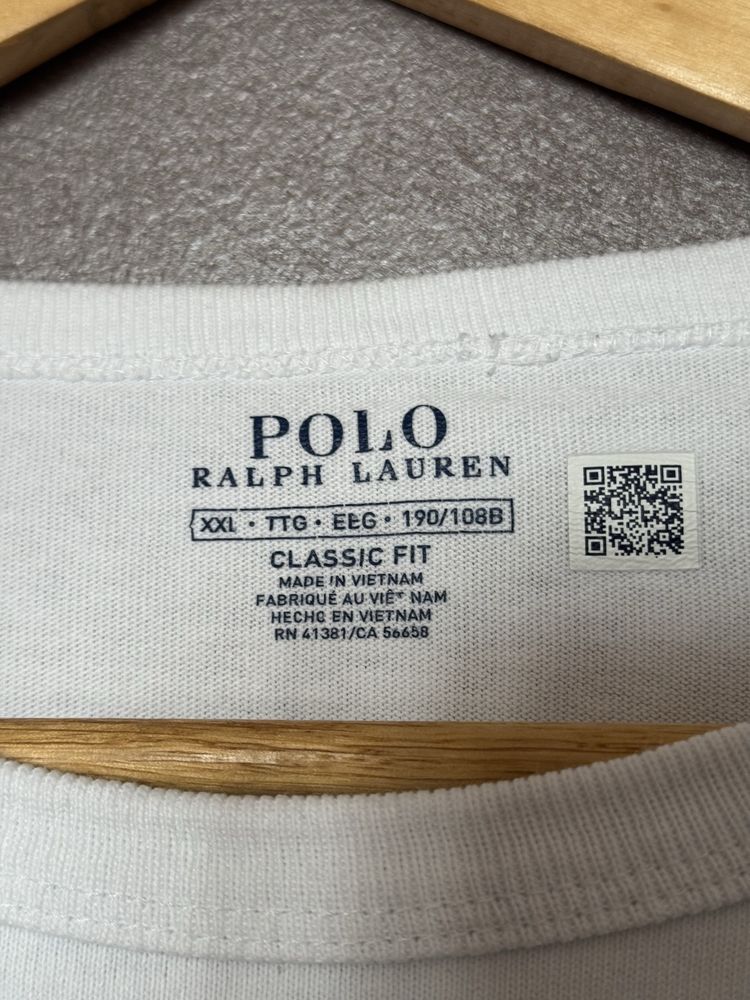 POLO
RALPH LAUREN
XXL • TTG • EEG • 190/108B
CLASSIC FIT
MADE IN VIETNAM
FABRIQUÉ AU VIÊT NAM
HECHO EN VIETNAM
RN 41381/CA 56658